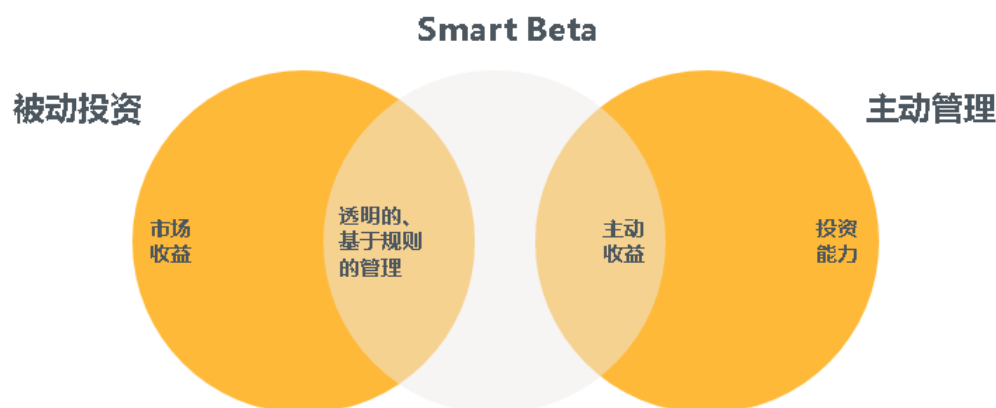 Smart Beta
被动投资
主动管理
市场
收益
透明的、
基于规则
的管理
主动
收益
投资
能力